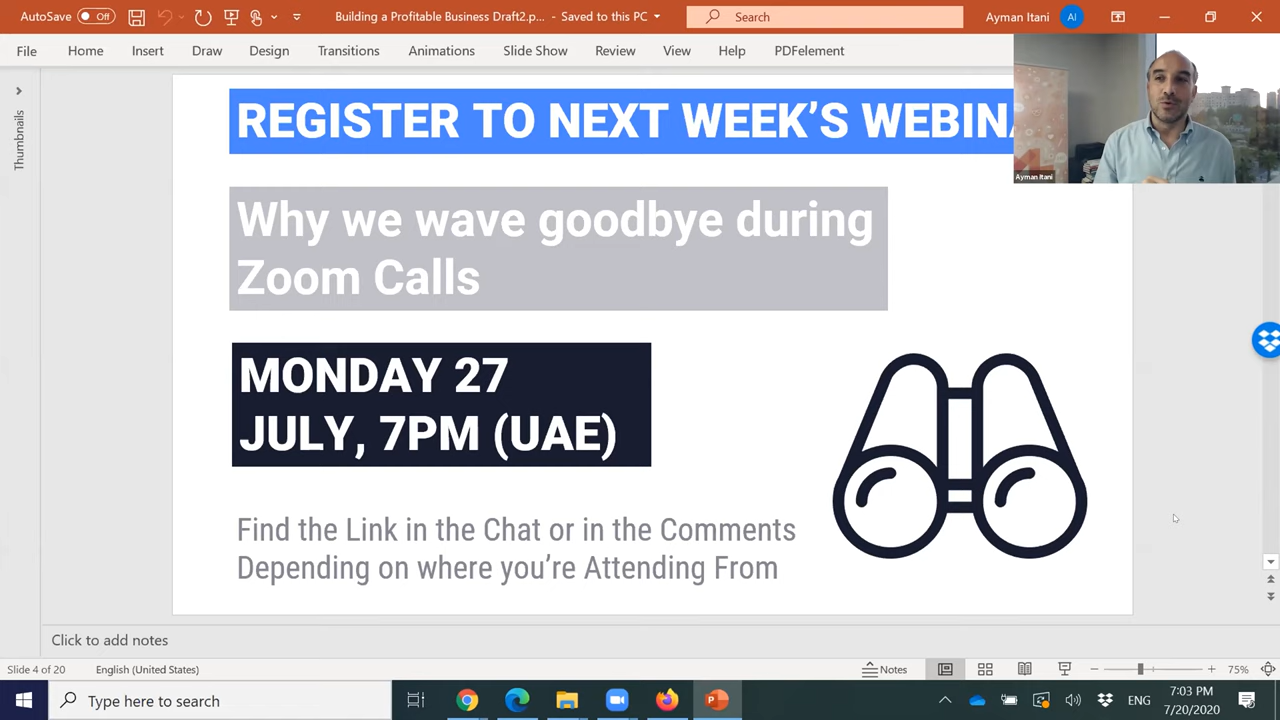 AutoSave Off Building a Profitable Business Draft2.p... - Saved to this PC Search Ayman Itani AI
File Home Insert Draw Design Transitions Animations Slide Show Review View Help PDFelement
Thumbnails
REGISTER TO NEXT WEEK'S WEBINA
Ayman Itani
Why we wave goodbye during
Zoom Calls
MONDAY 27
JULY, 7PM (UAE)
Find the Link in the Chat or in the Comments
Depending on where you're Attending From
Click to add notes
Slide 4 of 20 English (United States) Notes 75%
Type here to search ENG 7:03 PM
7/20/2020